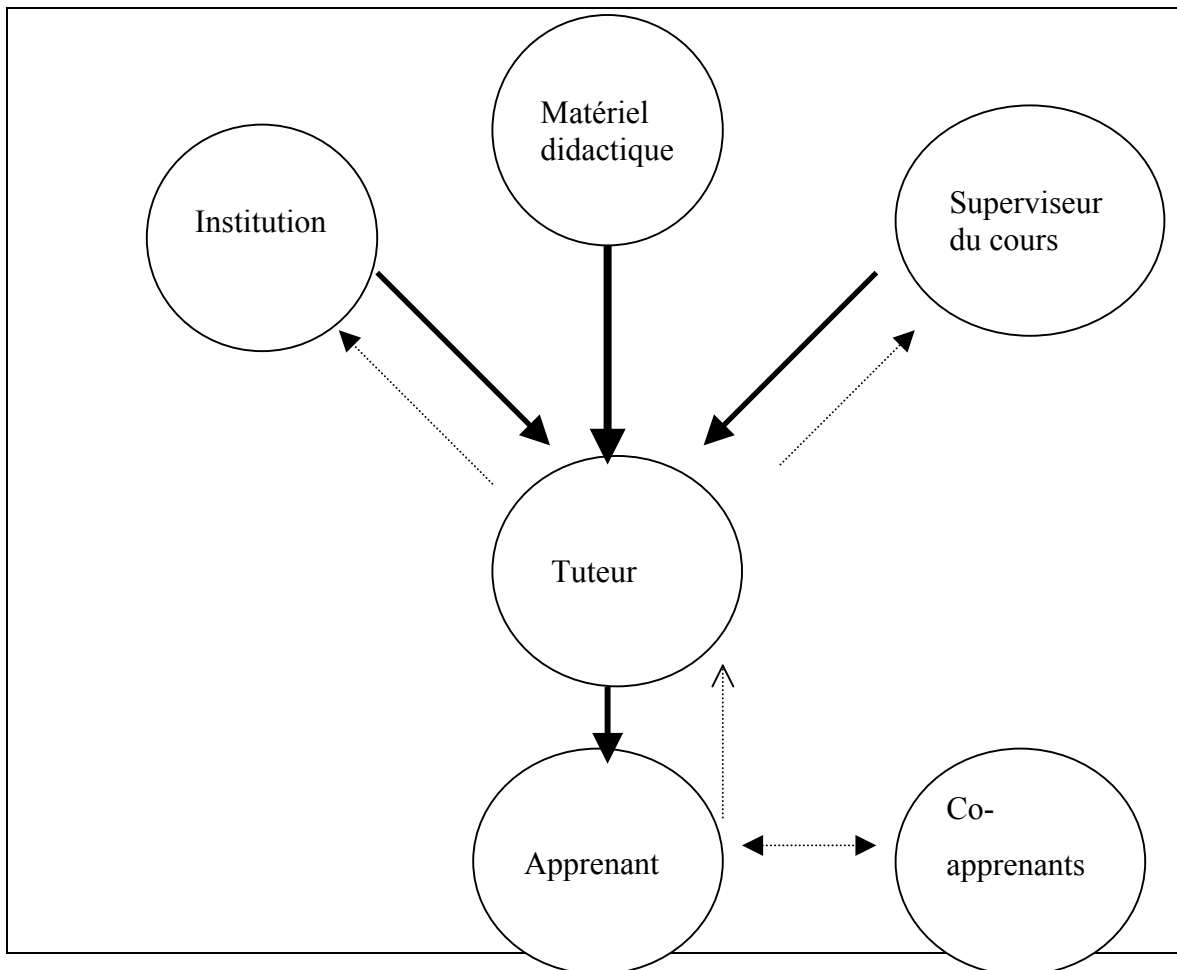 Matériel
didactique
Institution
Superviseur
du cours
Tuteur
Apprenant
Co-
apprenants